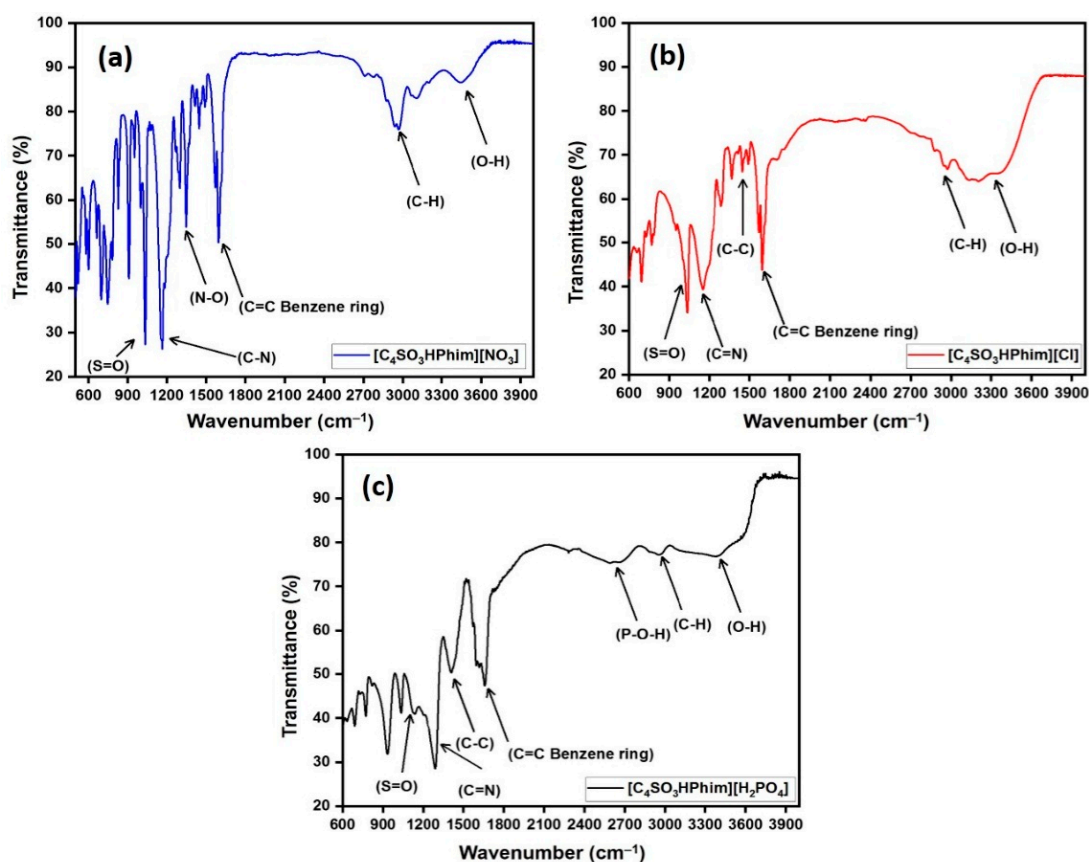 (a)
Transmittance (%)
100
90
80
70
60
50
40
30
20
(O-H)
(C-H)
(N-O)
(C=C Benzene ring)
(S=O)
(C-N)
[C₄SO₃HPhim][NO₃]
600 900 1200 1500 1800 2100 2400 2700 3000 3300 3600 3900
Wavenumber (cm⁻¹)
(b)
Transmittance (%)
100
90
80
70
60
50
40
30
20
(C-C)
(C-H)
(O-H)
(C=C Benzene ring)
(S=O)
(C=N)
[C₄SO₃HPhim][Cl]
600 900 1200 1500 1800 2100 2400 2700 3000 3300 3600 3900
Wavenumber (cm⁻¹)
(c)
Transmittance (%)
100
90
80
70
60
50
40
30
20
(P-O-H)
(C-H)
(O-H)
(C-C)
(C=C Benzene ring)
(S=O)
(C=N)
[C₄SO₃HPhim][H₂PO₄]
600 900 1200 1500 1800 2100 2400 2700 3000 3300 3600 3900
Wavenumber (cm⁻¹)